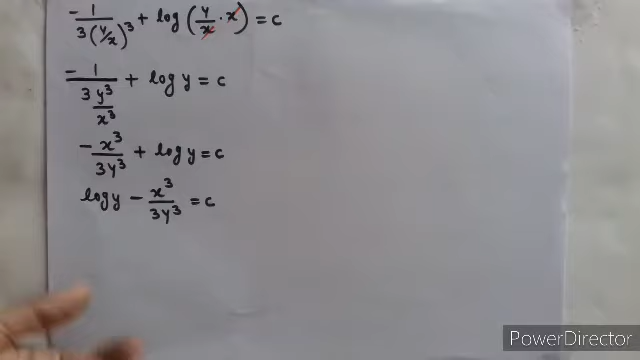 -1/3(y/x)^3 + log(y/x · x) = c
-1/(3 y^3/x^3) + log y = c
-x^3/3y^3 + log y = c
log y - x^3/3y^3 = c
PowerDirector